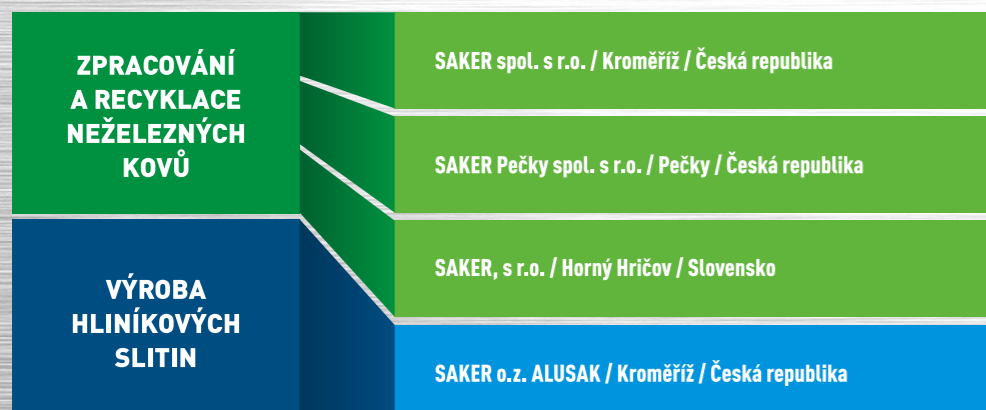 ZPRACOVÁNÍ
A RECYKLACE
NEŽELEZNÝCH
KOVŮ
SAKER spol. s r.o. / Kroměříž / Česká republika
SAKER Pečky spol. s r.o. / Pečky / Česká republika
SAKER, s r.o. / Horný Hričov / Slovensko
VÝROBA
HLINÍKOVÝCH
SLITIN
SAKER o.z. ALUSAK / Kroměříž / Česká republika